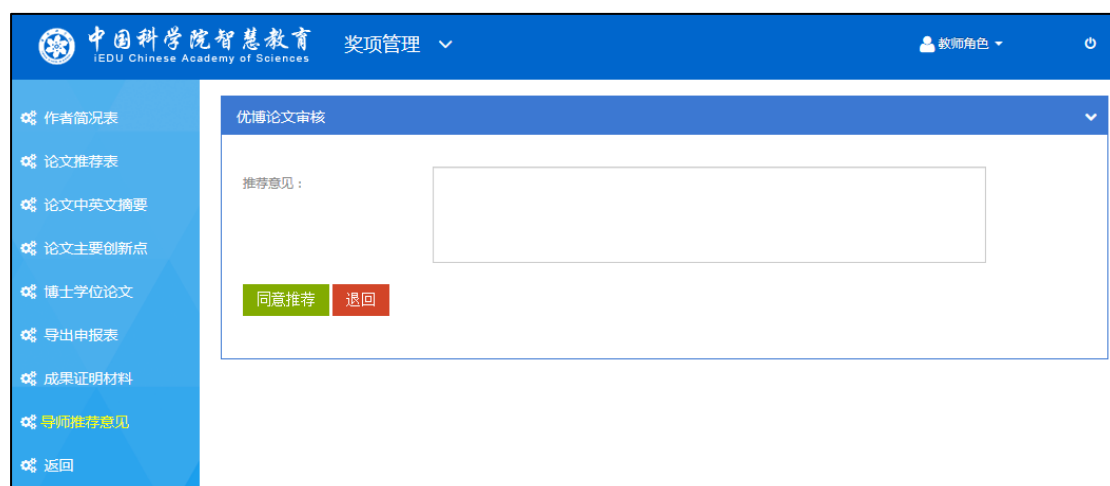 中国科学院智慧教育
iEDU Chinese Academy of Sciences
奖项管理
教师角色
作者简况表
论文推荐表
论文中英文摘要
论文主要创新点
博士学位论文
导出申报表
成果证明材料
导师推荐意见
返回
优博论文审核
推荐意见：
同意推荐 退回